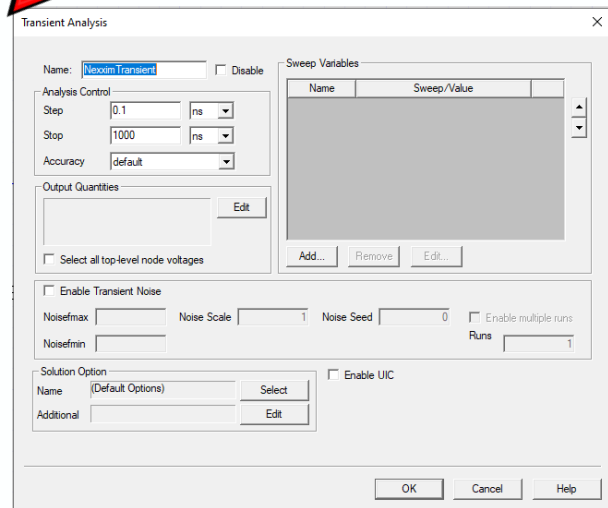 Transient Analysis
Name: NexximTransient Disable
Analysis Control
Step 0.1 ns
Stop 1000 ns
Accuracy default
Output Quantities
Edit
Select all top-level node voltages
Sweep Variables
Name Sweep/Value
Add... Remove Edit...
Enable Transient Noise
Noisefmax Noise Scale 1 Noise Seed 0 Enable multiple runs
Noisefmin Runs 1
Solution Option
Name (Default Options) Select
Additional Edit
Enable UIC
OK Cancel Help